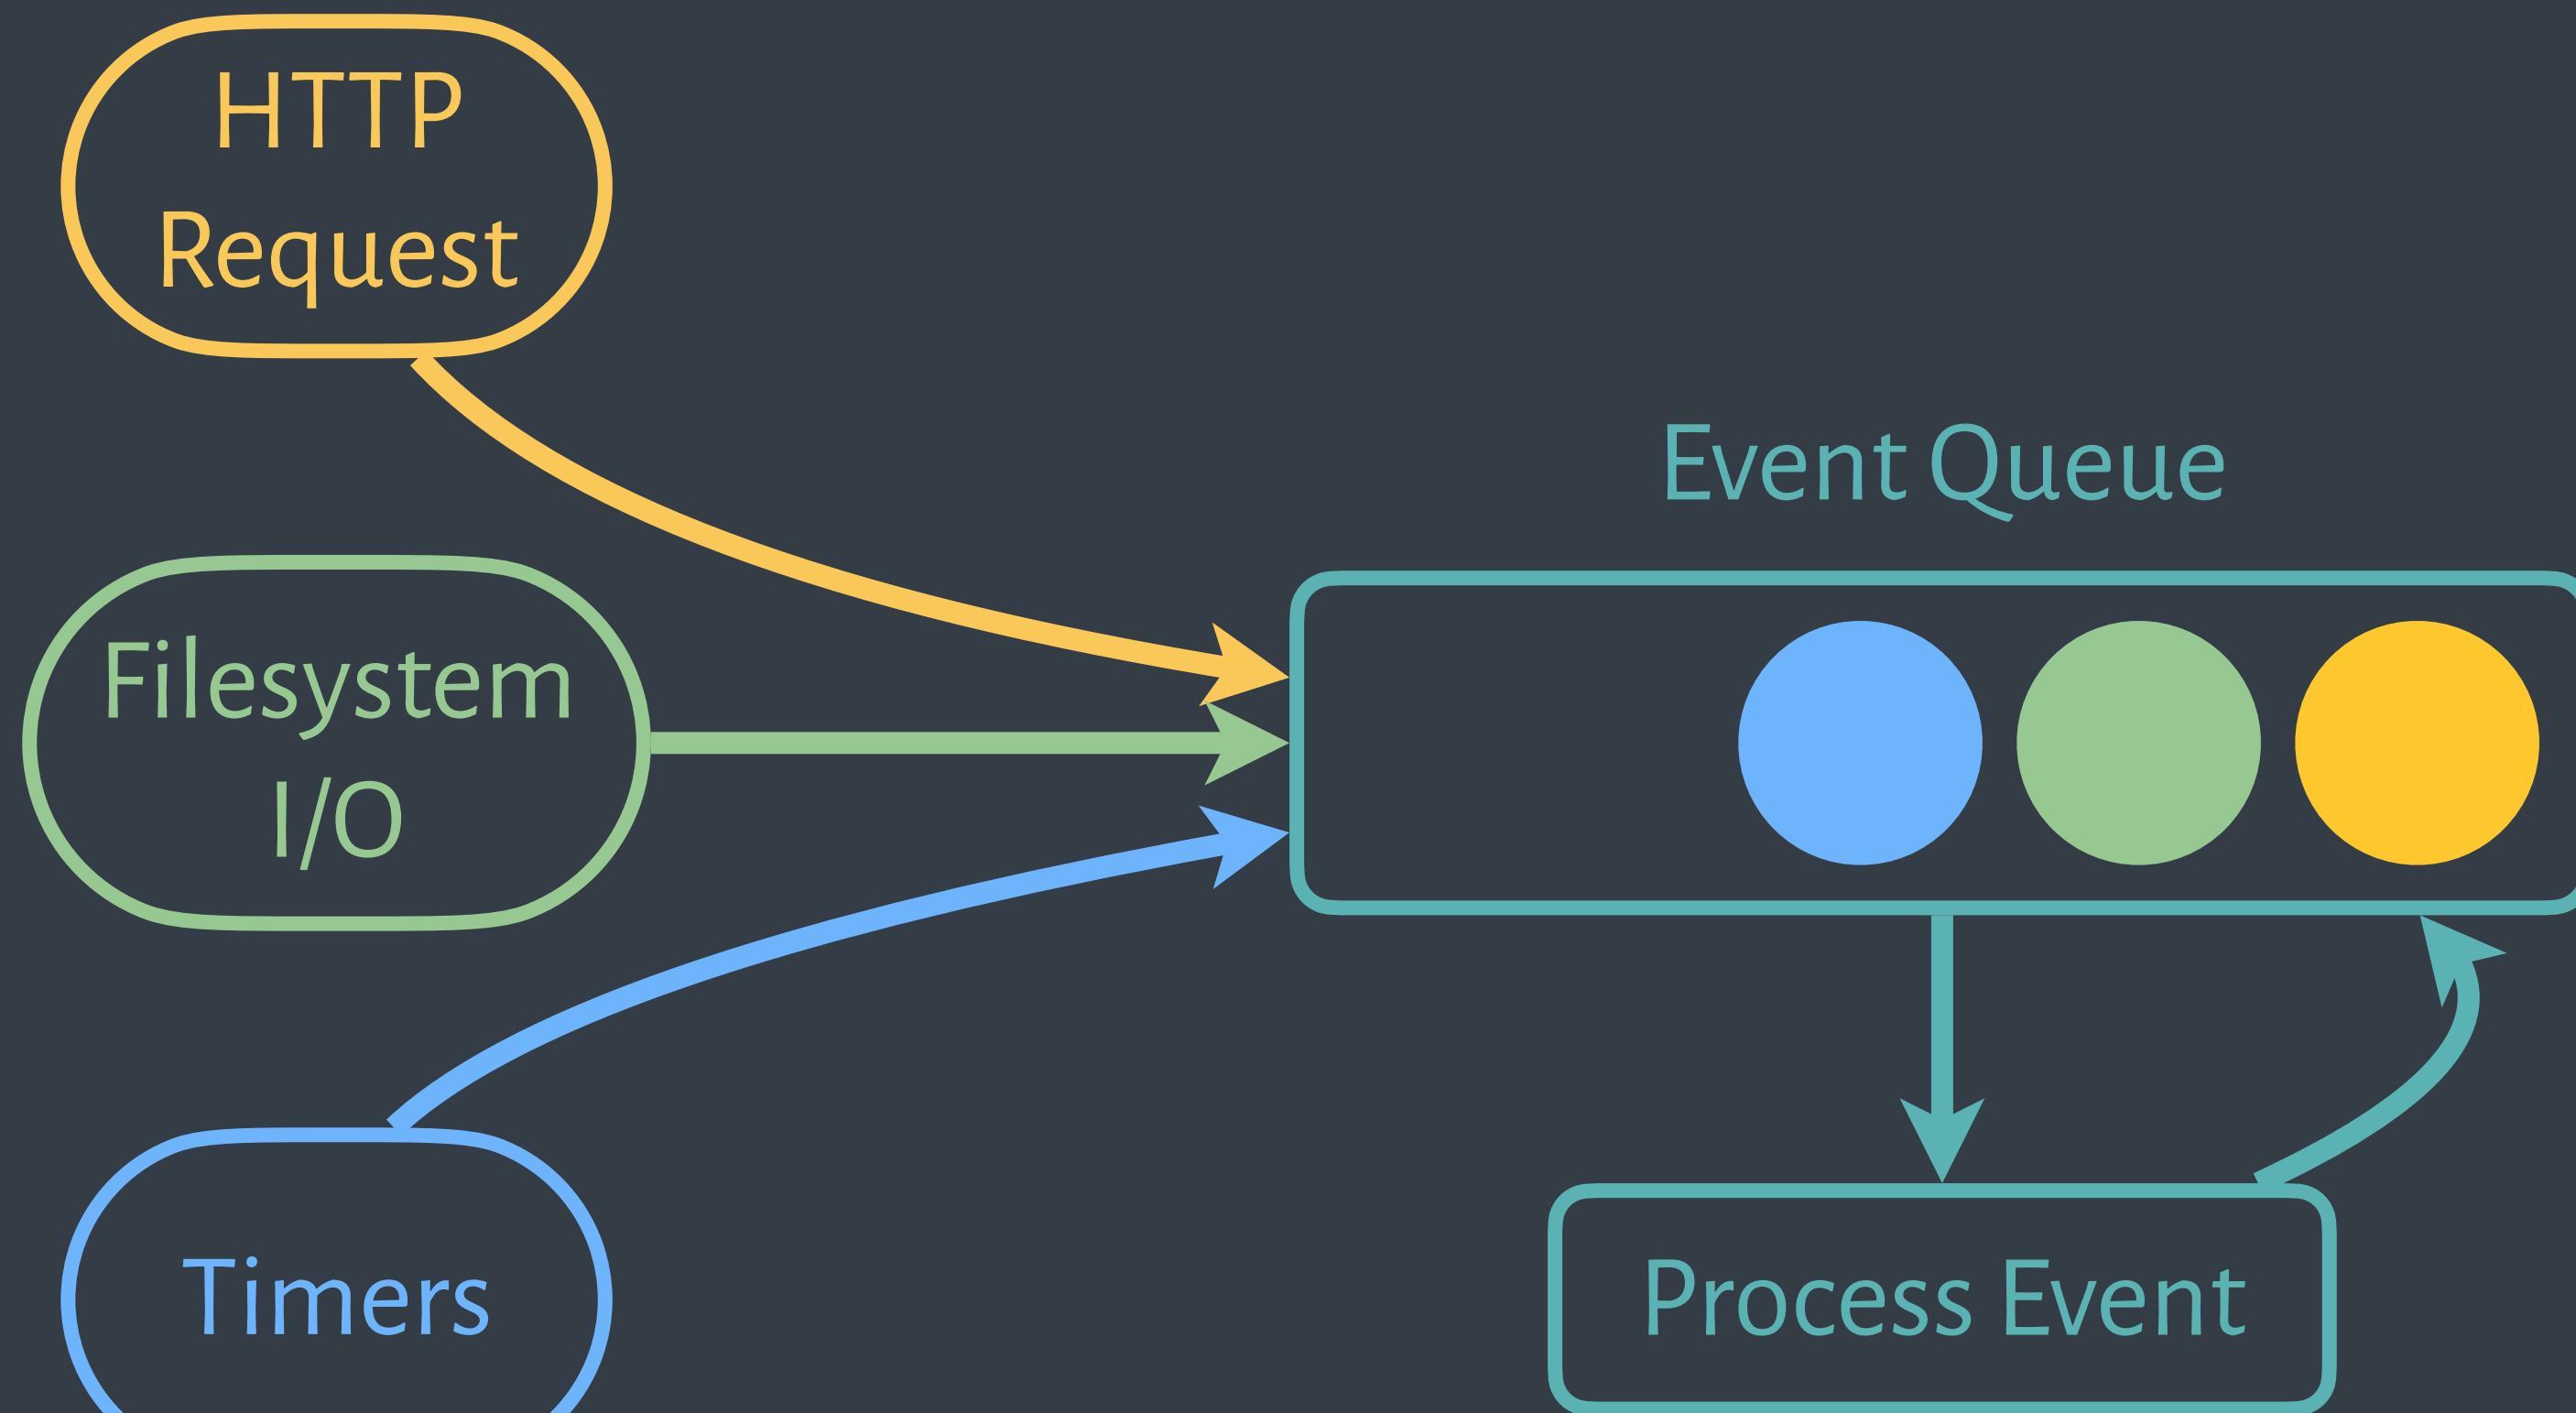 HTTP
Request
Event Queue
Filesystem
I/O
Timers
Process Event